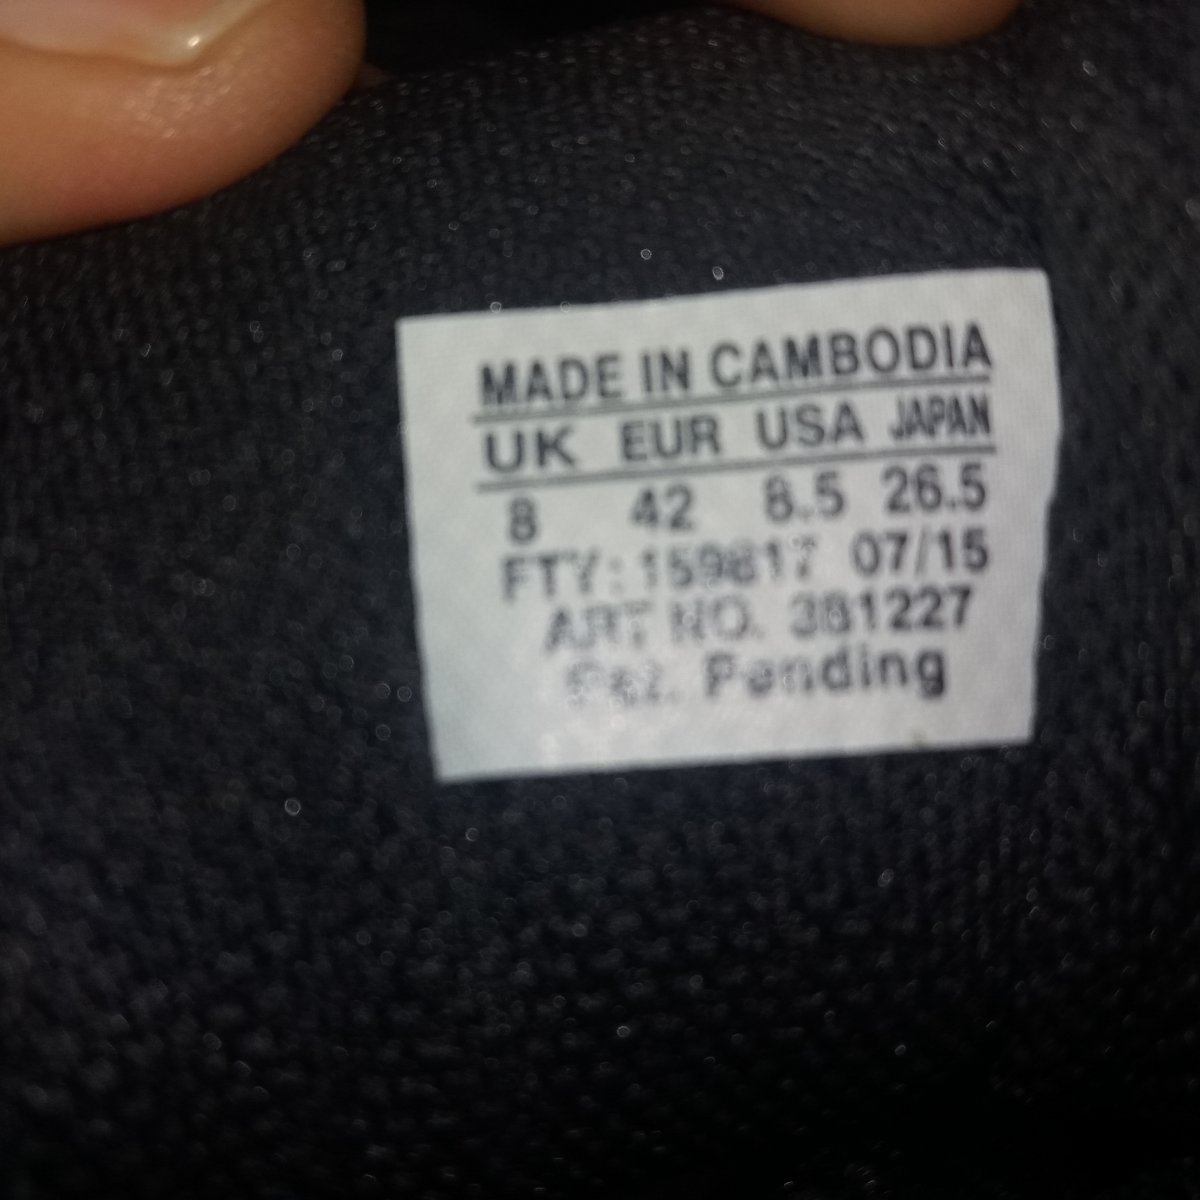 MADE IN CAMBODIA
UK EUR USA JAPAN
8 42 8.5 26.5
FTY: 159817 07/15
ART NO. 381227
Pat. Pending